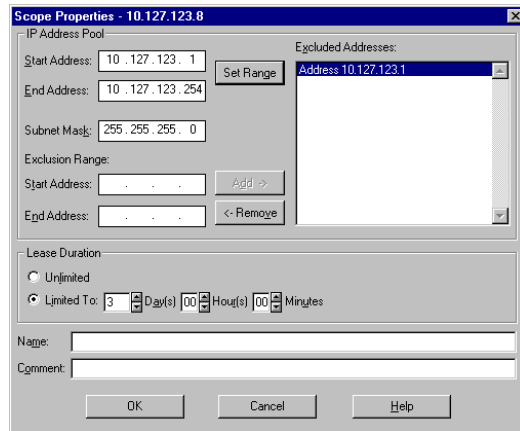 Scope Properties - 10.127.123.8
IP Address Pool
Start Address: 10 .127.123. 1
End Address: 10 .127.123.254
Set Range
Subnet Mask: 255.255.255. 0
Exclusion Range:
Start Address: . . .
Add ->
End Address: . . .
<- Remove
Excluded Addresses:
Address 10.127.123.1
Lease Duration
Unlimited
Limited To: 3 Day(s) 00 Hour(s) 00 Minutes
Name:
Comment:
OK Cancel Help